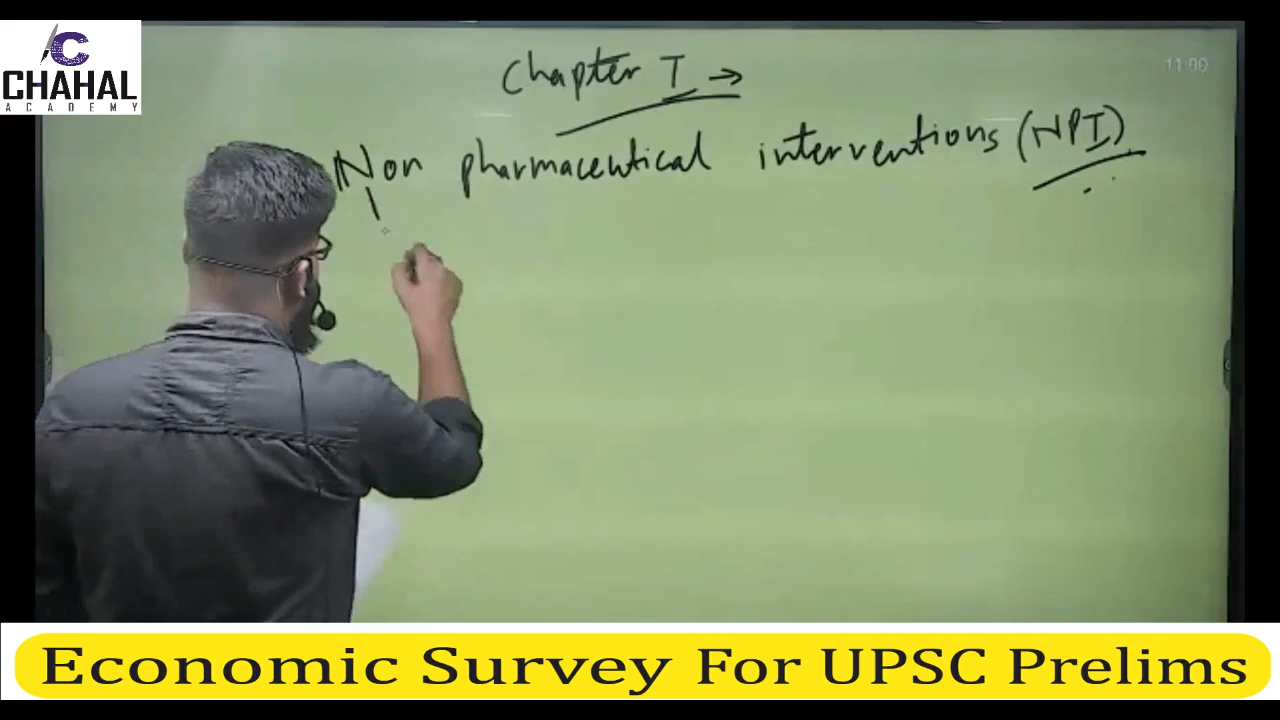 CHAHAL
ACADEMY
11:00
Chapter I →
Non pharmaceutical interventions (NPI)
Economic Survey For UPSC Prelims